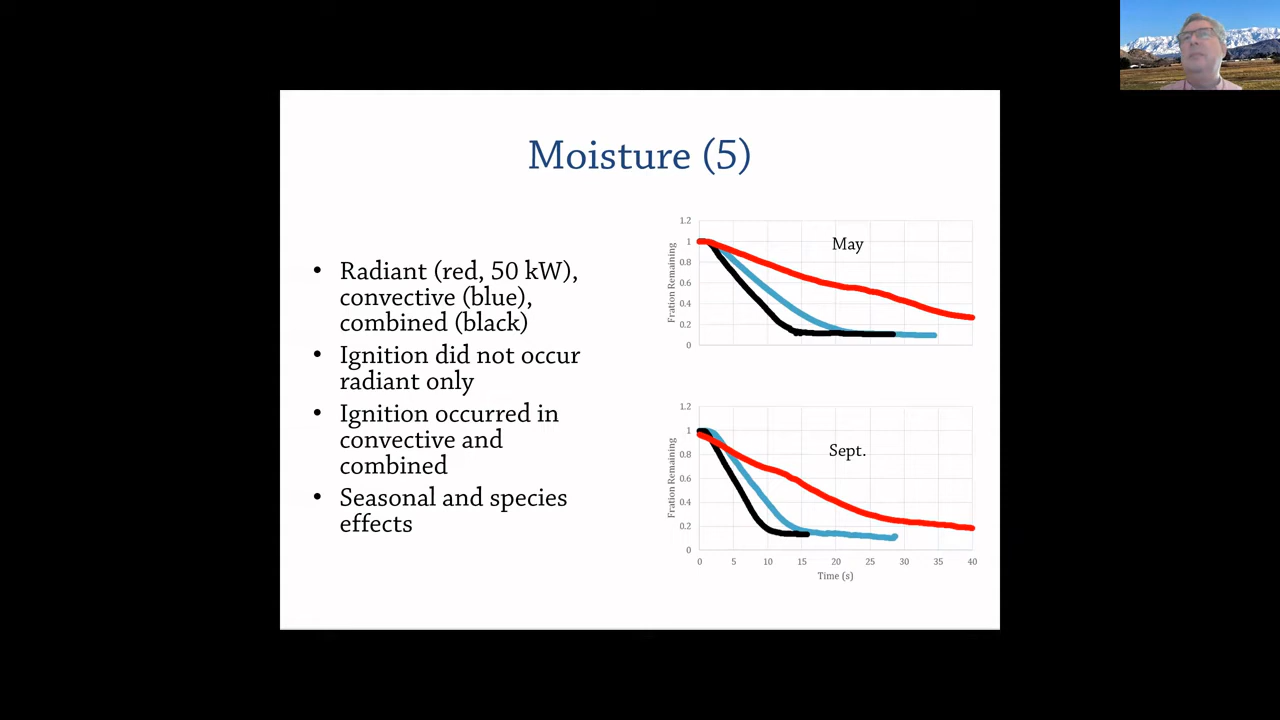 Moisture (5)
• Radiant (red, 50 kW),
convective (blue),
combined (black)
• Ignition did not occur
radiant only
• Ignition occurred in
convective and
combined
• Seasonal and species
effects
May
Fration Remaining
1.2
1
0.8
0.6
0.4
0.2
0
Sept.
Fration Remaining
1.2
1
0.8
0.6
0.4
0.2
0
0 5 10 15 20 25 30 35 40
Time (s)